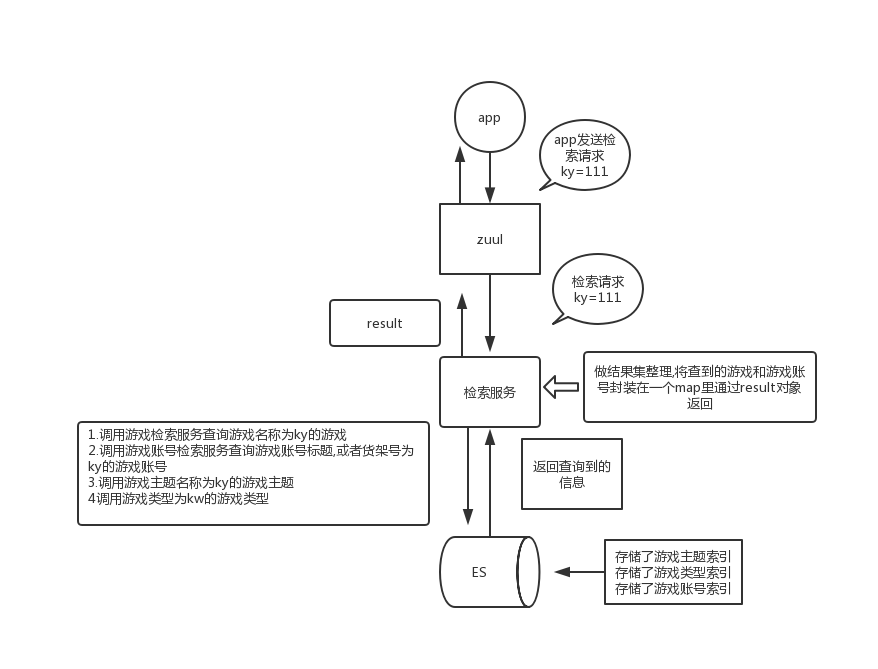 app
app发送检
索请求
ky=111
zuul
检索请求
ky=111
result
检索服务
做结果集整理,将查到的游戏和游戏账
号封装在一个map里通过result对象
返回
1.调用游戏检索服务查询游戏名称为ky的游戏
2.调用游戏账号检索服务查询游戏账号标题,或者货架号为
ky的游戏账号
3.调用游戏主题名称为ky的游戏主题
4调用游戏类型为kw的游戏类型
返回查询到的
信息
ES
存储了游戏主题索引
存储了游戏类型索引
存储了游戏账号索引